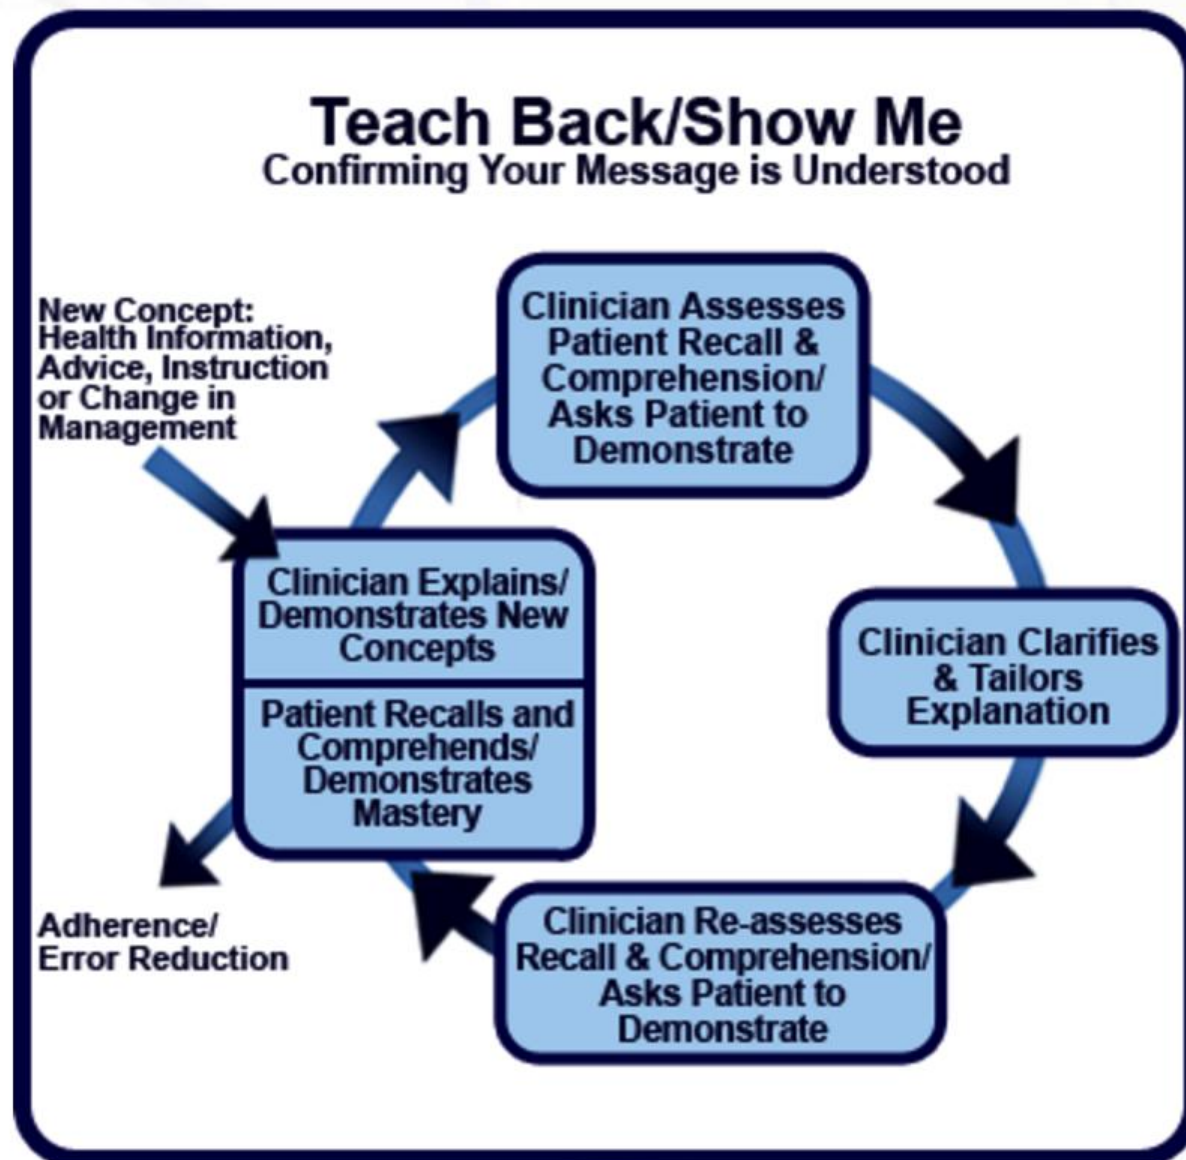 Teach Back/Show Me
Confirming Your Message is Understood
New Concept:
Health Information,
Advice, Instruction
or Change in
Management
Clinician Assesses
Patient Recall &
Comprehension/
Asks Patient to
Demonstrate
Clinician Explains/
Demonstrates New
Concepts
Clinician Clarifies
& Tailors
Explanation
Patient Recalls and
Comprehends/
Demonstrates
Mastery
Clinician Re-assesses
Recall & Comprehension/
Asks Patient to
Demonstrate
Adherence/
Error Reduction